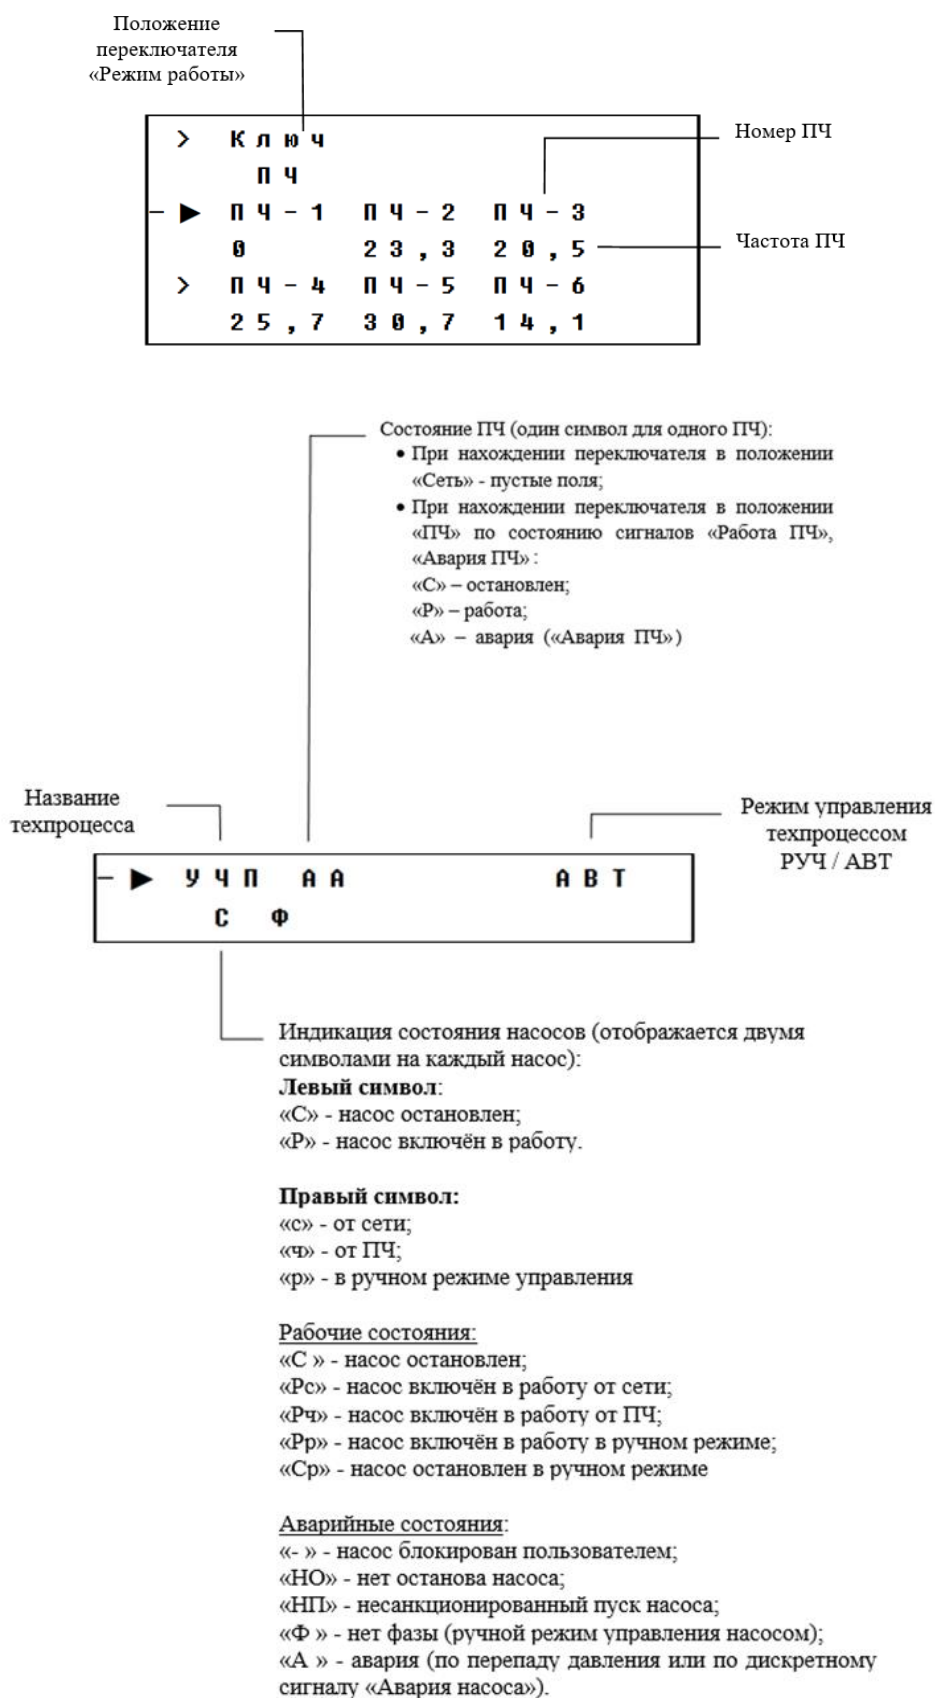 Положение
переключателя
«Режим работы»
> Ключ
ПЧ
Номер ПЧ
– ► ПЧ-1 ПЧ-2 ПЧ-3
0 23,3 20,5
Частота ПЧ
> ПЧ-4 ПЧ-5 ПЧ-6
25,7 30,7 14,1
Состояние ПЧ (один символ для одного ПЧ):
• При нахождении переключателя в положении
«Сеть» - пустые поля;
• При нахождении переключателя в положении
«ПЧ» по состоянию сигналов «Работа ПЧ»,
«Авария ПЧ» :
«С» – остановлен;
«Р» – работа;
«А» – авария («Авария ПЧ»)
Название
техпроцесса
Режим управления
техпроцессом
РУЧ / АВТ
– ► УЧП АА АВТ
С Ф
Индикация состояния насосов (отображается двумя
символами на каждый насос):
Левый символ:
«С» - насос остановлен;
«Р» - насос включён в работу.
Правый символ:
«с» - от сети;
«ч» - от ПЧ;
«р» - в ручном режиме управления
Рабочие состояния:
«С » - насос остановлен;
«Рс» - насос включён в работу от сети;
«Рч» - насос включён в работу от ПЧ;
«Рр» - насос включён в работу в ручном режиме;
«Ср» - насос остановлен в ручном режиме
Аварийные состояния:
«- » - насос блокирован пользователем;
«НО» - нет останова насоса;
«НП» - несанкционированный пуск насоса;
«Ф » - нет фазы (ручной режим управления насосом);
«А » - авария (по перепаду давления или по дискретному
сигналу «Авария насоса»).